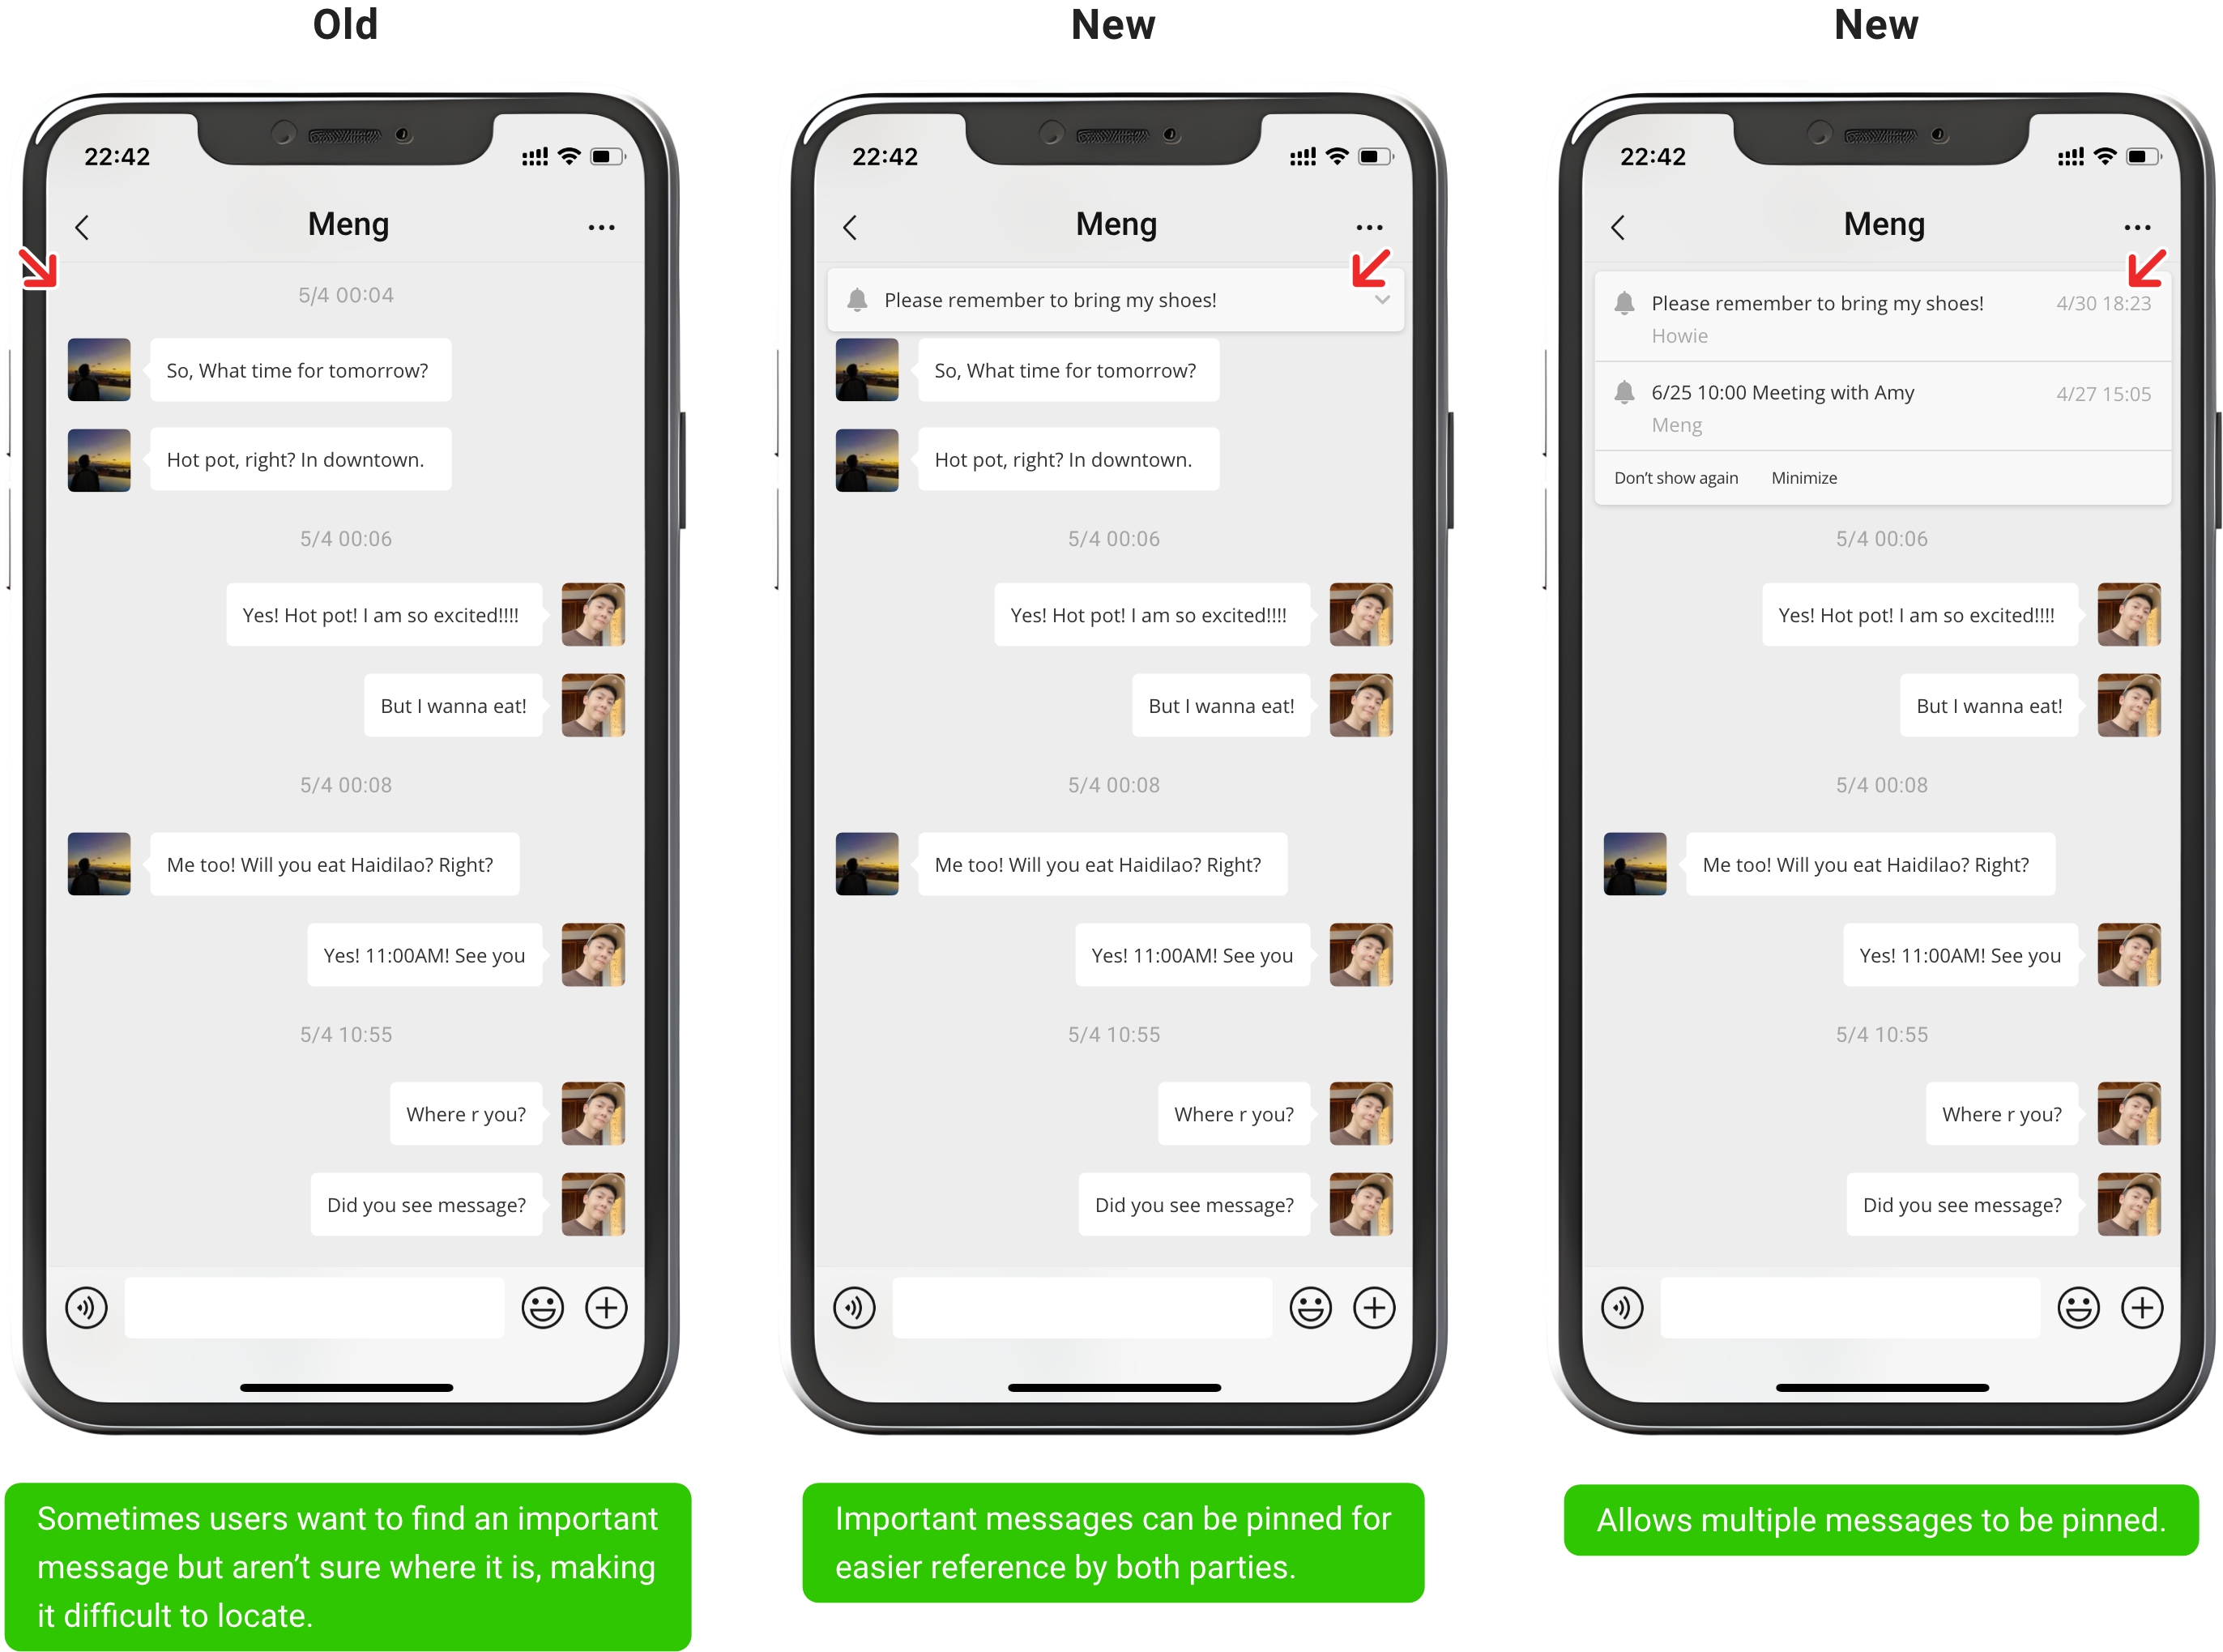 Old
22:42
Meng
5/4 00:04
So, What time for tomorrow?
Hot pot, right? In downtown.
5/4 00:06
Yes! Hot pot! I am so excited!!!!
But I wanna eat!
5/4 00:08
Me too! Will you eat Haidilao? Right?
Yes! 11:00AM! See you
5/4 10:55
Where r you?
Did you see message?
Sometimes users want to find an important
message but aren’t sure where it is, making
it difficult to locate.
New
22:42
Meng
Please remember to bring my shoes!
So, What time for tomorrow?
Hot pot, right? In downtown.
5/4 00:06
Yes! Hot pot! I am so excited!!!!
But I wanna eat!
5/4 00:08
Me too! Will you eat Haidilao? Right?
Yes! 11:00AM! See you
5/4 10:55
Where r you?
Did you see message?
Important messages can be pinned for
easier reference by both parties.
New
22:42
Meng
Please remember to bring my shoes! 4/30 18:23
Howie
6/25 10:00 Meeting with Amy 4/27 15:05
Meng
Don’t show again Minimize
5/4 00:06
Yes! Hot pot! I am so excited!!!!
But I wanna eat!
5/4 00:08
Me too! Will you eat Haidilao? Right?
Yes! 11:00AM! See you
5/4 10:55
Where r you?
Did you see message?
Allows multiple messages to be pinned.